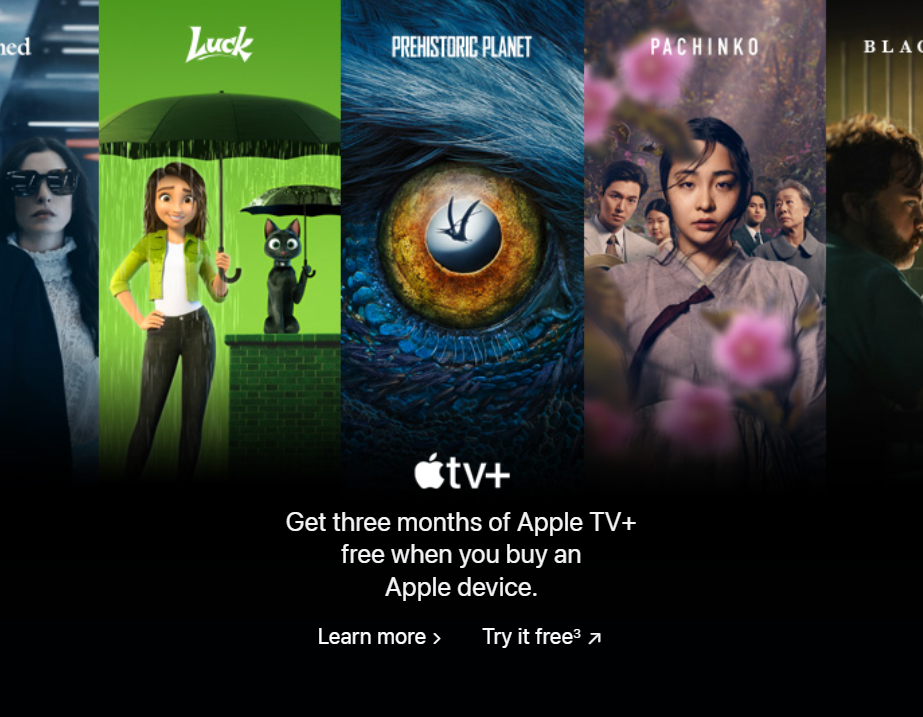 ned
Luck
PREHISTORIC PLANET
PACHINKO
BLAC
tv+
Get three months of Apple TV+
free when you buy an
Apple device.
Learn more >
Try it free³ ↗